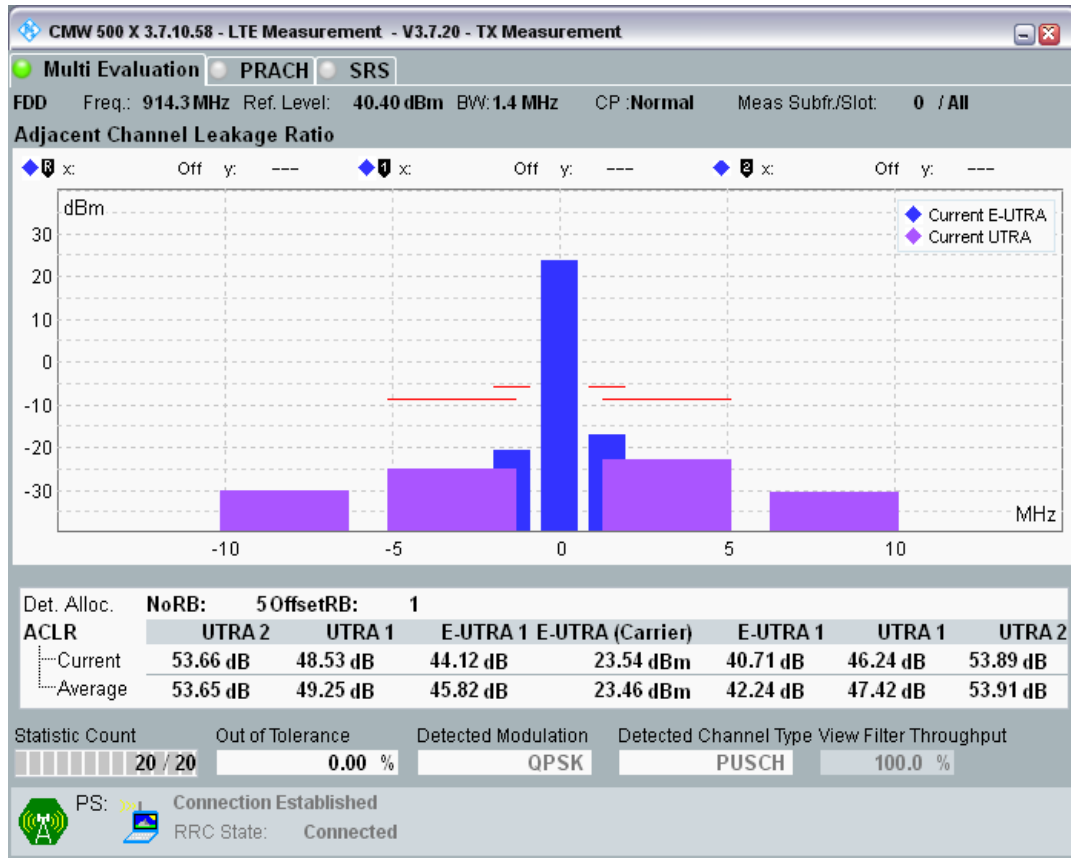 CMW 500 X 3.7.10.58 - LTE Measurement - V3.7.20 - TX Measurement
Multi Evaluation PRACH SRS
FDD Freq.: 914.3 MHz Ref. Level: 40.40 dBm BW: 1.4 MHz CP :Normal Meas Subfr./Slot: 0 / All
Adjacent Channel Leakage Ratio
R x: Off y: --- 1 x: Off y: --- 2 x: Off y: ---
dBm
Current E-UTRA
Current UTRA
30
20
10
0
-10
-20
-30
MHz
-10 -5 0 5 10
Det. Alloc. NoRB: 5 OffsetRB: 1
ACLR UTRA 2 UTRA 1 E-UTRA 1 E-UTRA (Carrier) E-UTRA 1 UTRA 1 UTRA 2
Current 53.66 dB 48.53 dB 44.12 dB 23.54 dBm 40.71 dB 46.24 dB 53.89 dB
Average 53.65 dB 49.25 dB 45.82 dB 23.46 dBm 42.24 dB 47.42 dB 53.91 dB
Statistic Count Out of Tolerance Detected Modulation Detected Channel Type View Filter Throughput
20 / 20 0.00 % QPSK PUSCH 100.0 %
PS: Connection Established
RRC State: Connected